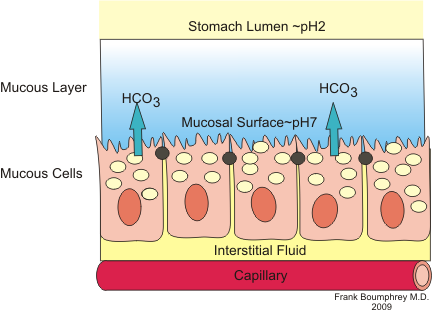 Stomach Lumen ~pH2
Mucous Layer
HCO3
HCO3
Mucosal Surface~pH7
Mucous Cells
Interstitial Fluid
Capillary
Frank Boumphrey M.D.
2009